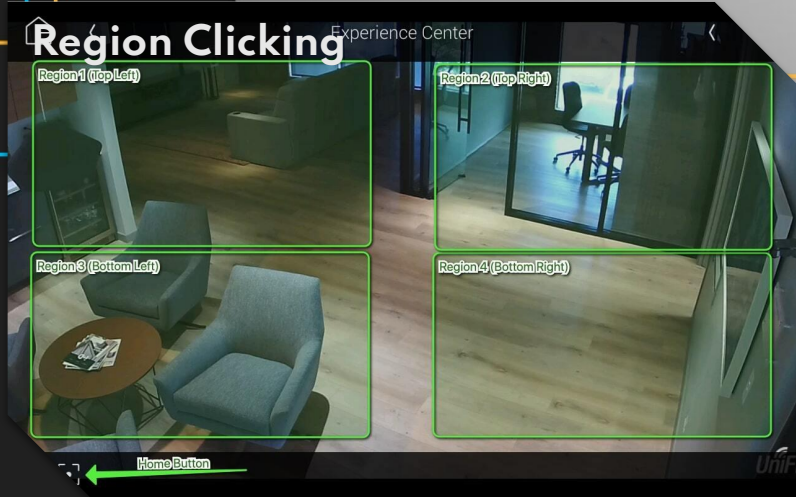 Region Clicking
Experience Center
Region 1 (Top Left)
Region 2 (Top Right)
Region 3 (Bottom Left)
Region 4 (Bottom Right)
Home Button
UniF